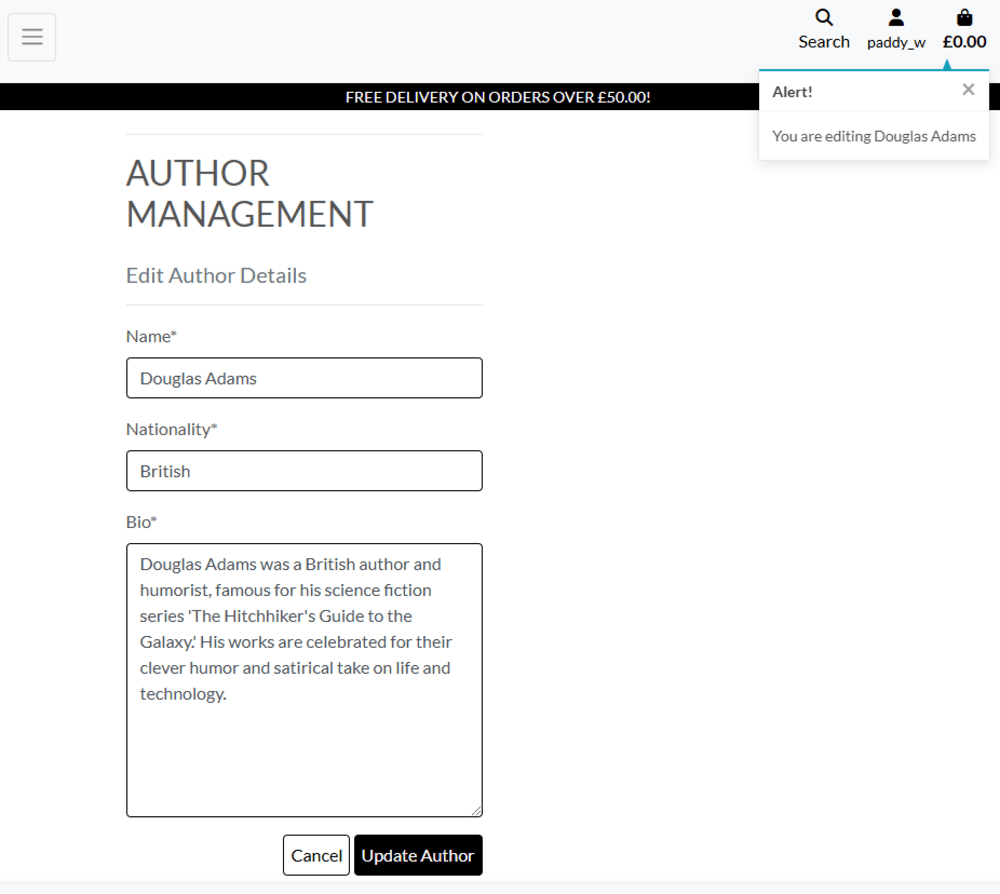 Search
paddy_w
£0.00
FREE DELIVERY ON ORDERS OVER £50.00!
Alert!
×
You are editing Douglas Adams
AUTHOR
MANAGEMENT
Edit Author Details
Name*
Douglas Adams
Nationality*
British
Bio*
Douglas Adams was a British author and
humorist, famous for his science fiction
series 'The Hitchhiker's Guide to the
Galaxy.' His works are celebrated for their
clever humor and satirical take on life and
technology.
Cancel
Update Author